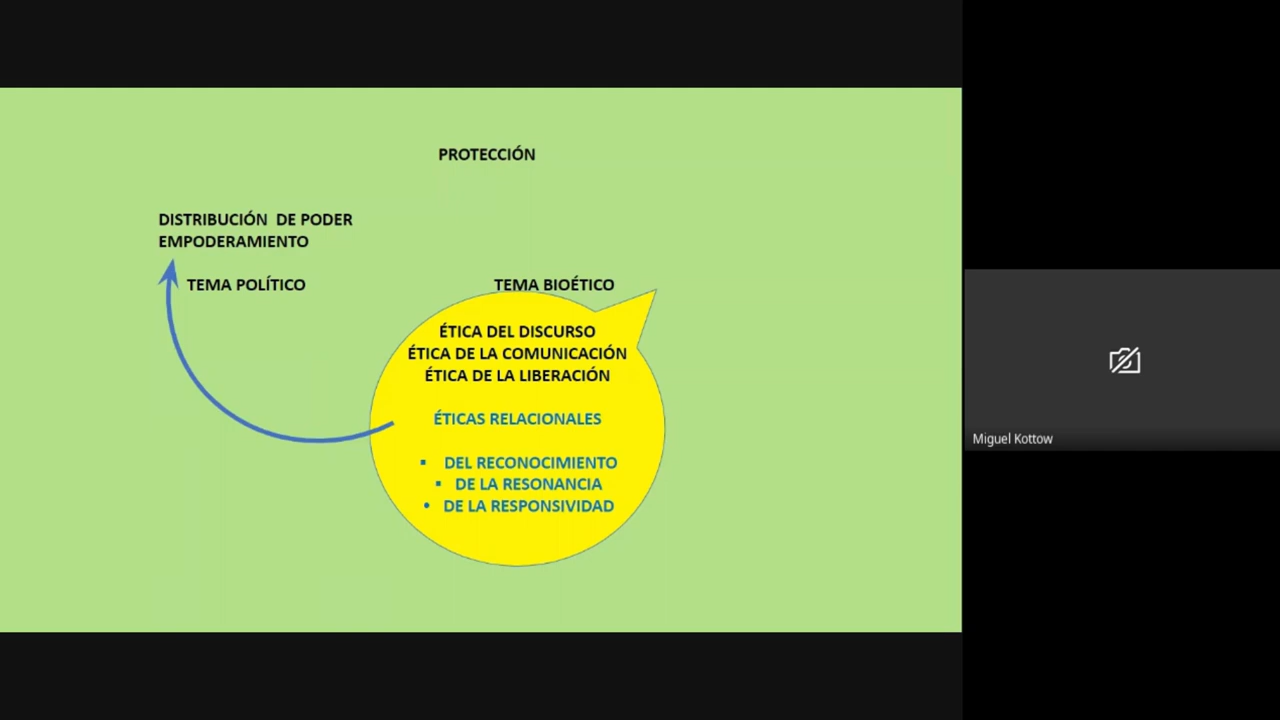 PROTECCIÓN
DISTRIBUCIÓN DE PODER
EMPODERAMIENTO
TEMA POLÍTICO
TEMA BIOÉTICO
ÉTICA DEL DISCURSO
ÉTICA DE LA COMUNICACIÓN
ÉTICA DE LA LIBERACIÓN
ÉTICAS RELACIONALES
▪ DEL RECONOCIMIENTO
▪ DE LA RESONANCIA
• DE LA RESPONSIVIDAD
Miguel Kottow